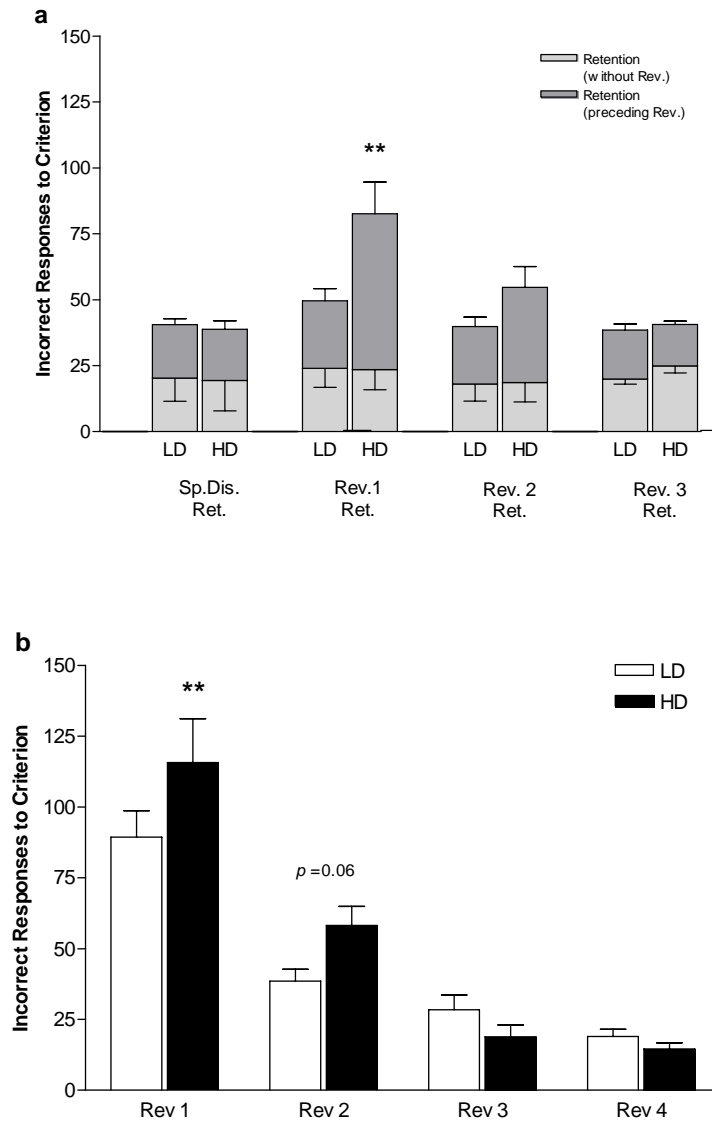 a
150
125
100
75
50
25
0
Incorrect Responses to Criterion
Retention
(without Rev.)
Retention
(preceding Rev.)
**
LD HD LD HD LD HD LD HD
Sp.Dis. Rev.1 Rev. 2 Rev. 3
Ret. Ret. Ret. Ret.
b
150
125
100
75
50
25
0
Incorrect Responses to Criterion
LD
HD
**
p=0.06
Rev 1 Rev 2 Rev 3 Rev 4